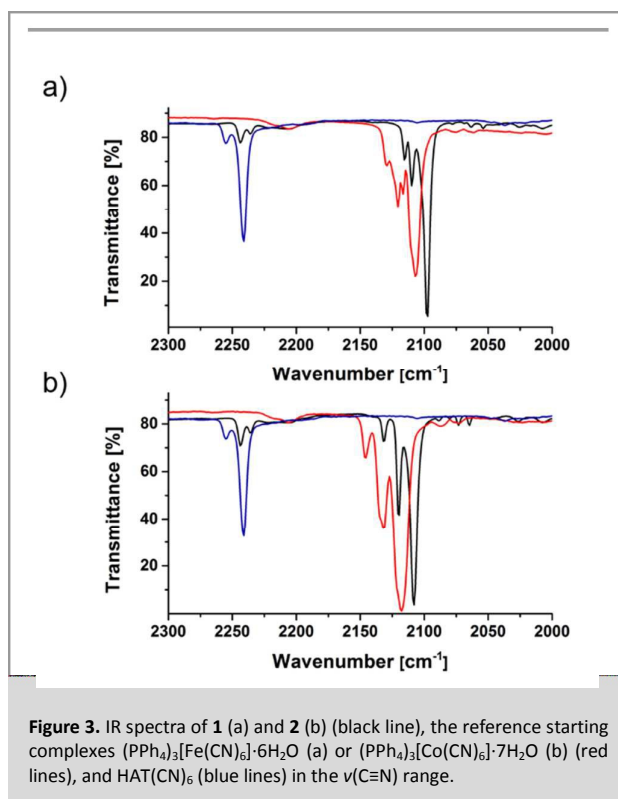 a)
80
60
40
20
Transmittance [%]
2300 2250 2200 2150 2100 2050 2000
Wavenumber [cm⁻¹]
b)
80
60
40
20
Transmittance [%]
2300 2250 2200 2150 2100 2050 2000
Wavenumber [cm⁻¹]
Figure 3. IR spectra of 1 (a) and 2 (b) (black line), the reference starting
complexes (PPh₄)₃[Fe(CN)₆]·6H₂O (a) or (PPh₄)₃[Co(CN)₆]·7H₂O (b) (red
lines), and HAT(CN)₆ (blue lines) in the ν(C≡N) range.